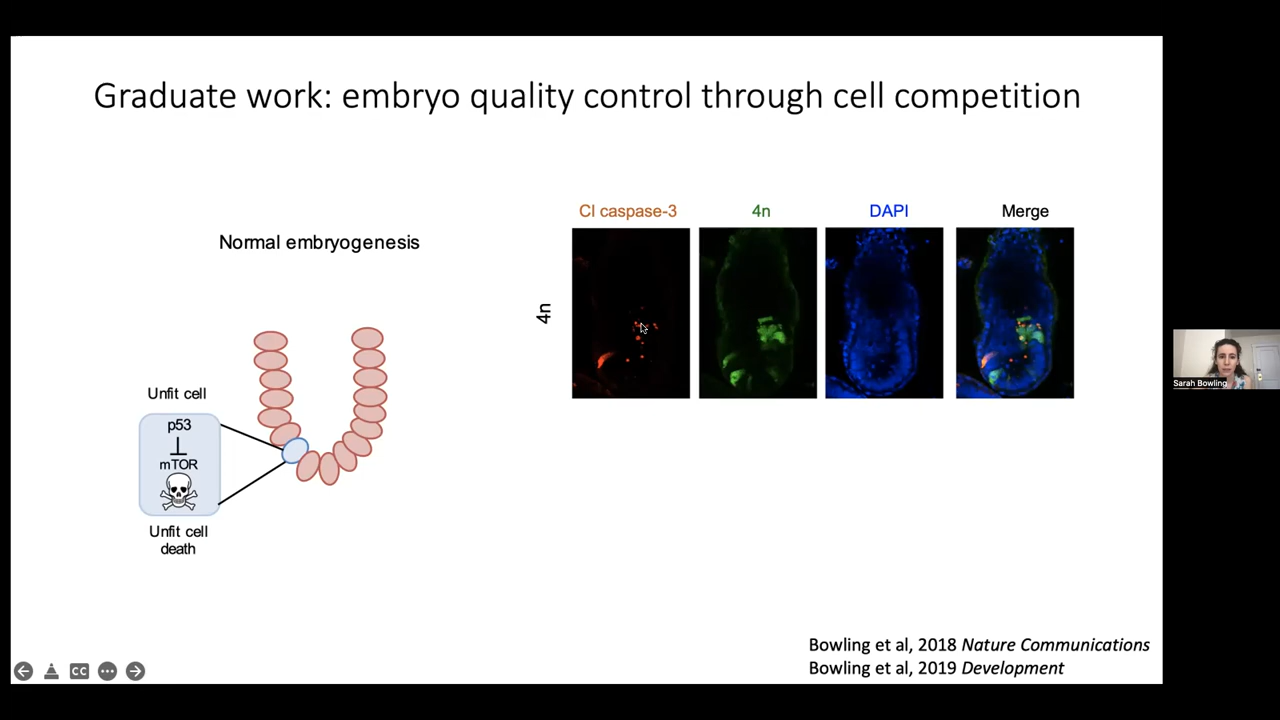 Graduate work: embryo quality control through cell competition
Normal embryogenesis
Unfit cell
p53
mTOR
Unfit cell
death
Cl caspase-3
4n
DAPI
Merge
4n
Bowling et al, 2018 Nature Communications
Bowling et al, 2019 Development
CC
Sarah Bowling